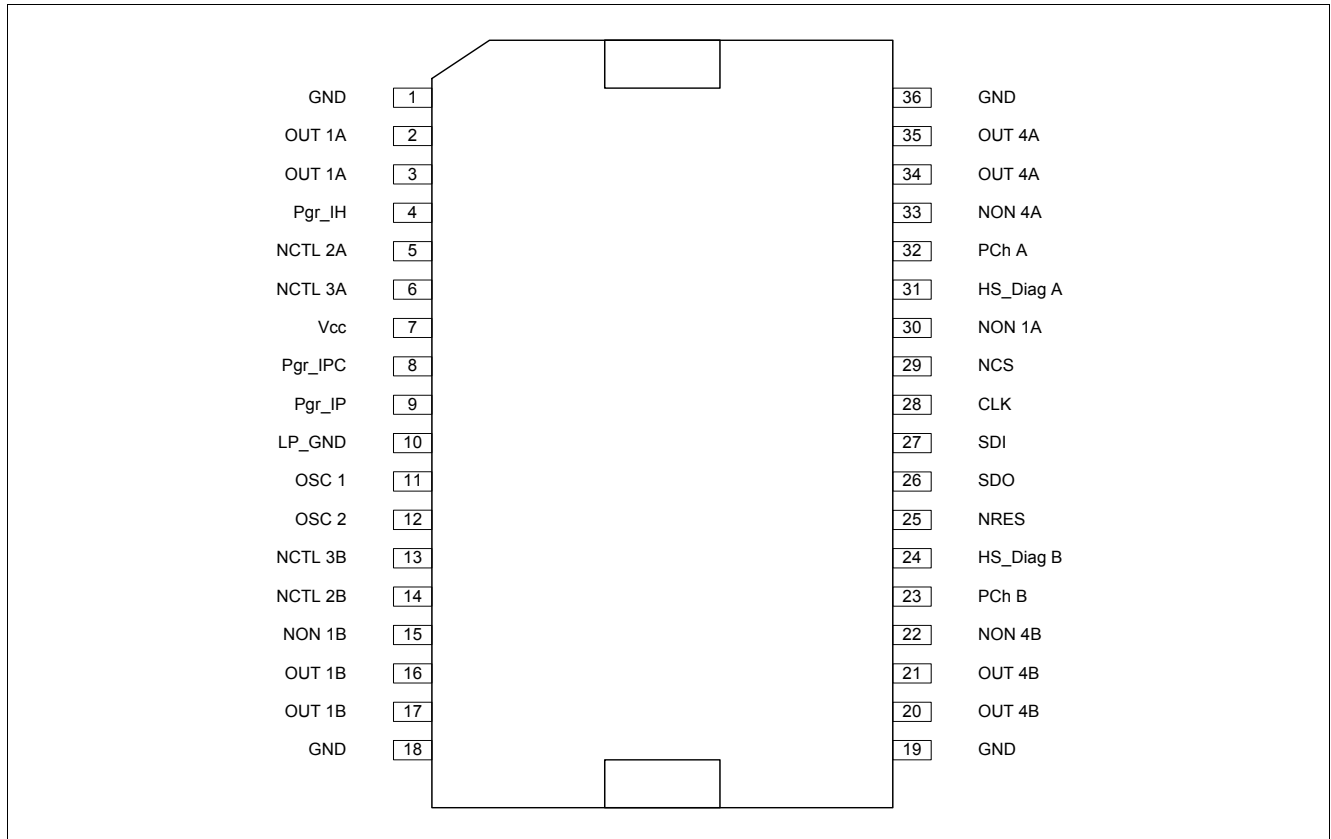 GND 1 36 GND
OUT 1A 2 35 OUT 4A
OUT 1A 3 34 OUT 4A
Pgr_IH 4 33 NON 4A
NCTL 2A 5 32 PCh A
NCTL 3A 6 31 HS_Diag A
Vcc 7 30 NON 1A
Pgr_IPC 8 29 NCS
Pgr_IP 9 28 CLK
LP_GND 10 27 SDI
OSC 1 11 26 SDO
OSC 2 12 25 NRES
NCTL 3B 13 24 HS_Diag B
NCTL 2B 14 23 PCh B
NON 1B 15 22 NON 4B
OUT 1B 16 21 OUT 4B
OUT 1B 17 20 OUT 4B
GND 18 19 GND